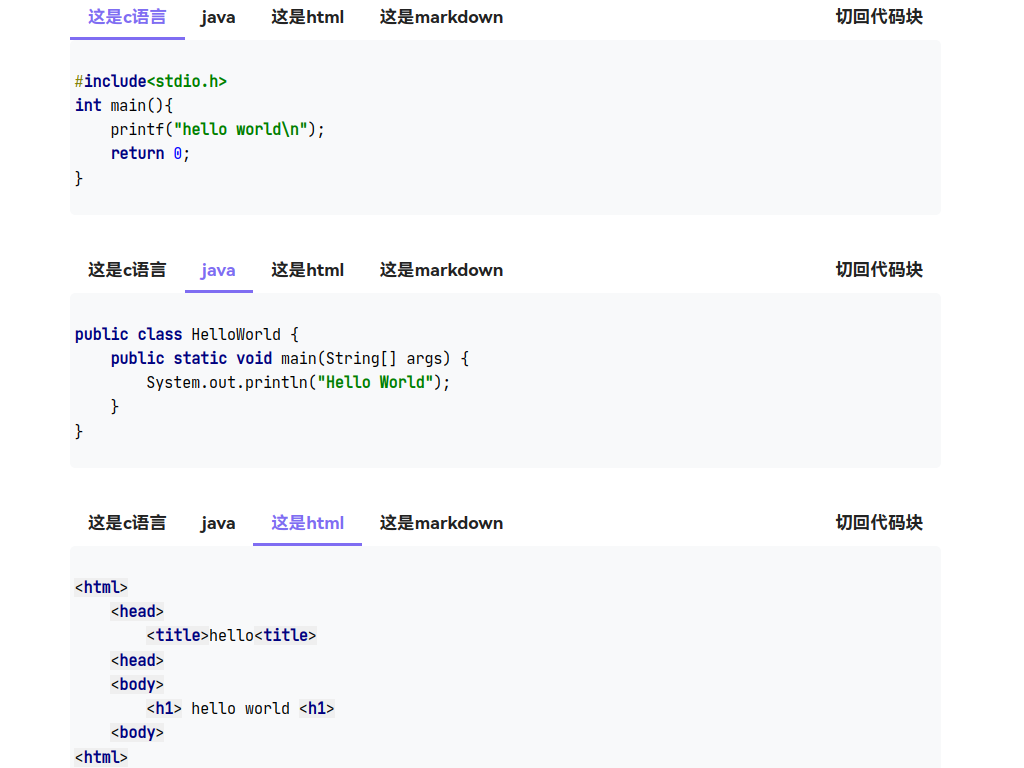 这是c语言 java 这是html 这是markdown 切回代码块
#include<stdio.h>
int main(){
    printf("hello world\n");
    return 0;
}
这是c语言 java 这是html 这是markdown 切回代码块
public class HelloWorld {
    public static void main(String[] args) {
        System.out.println("Hello World");
    }
}
这是c语言 java 这是html 这是markdown 切回代码块
<html>
    <head>
        <title>hello<title>
    <head>
    <body>
        <h1> hello world <h1>
    <body>
<html>